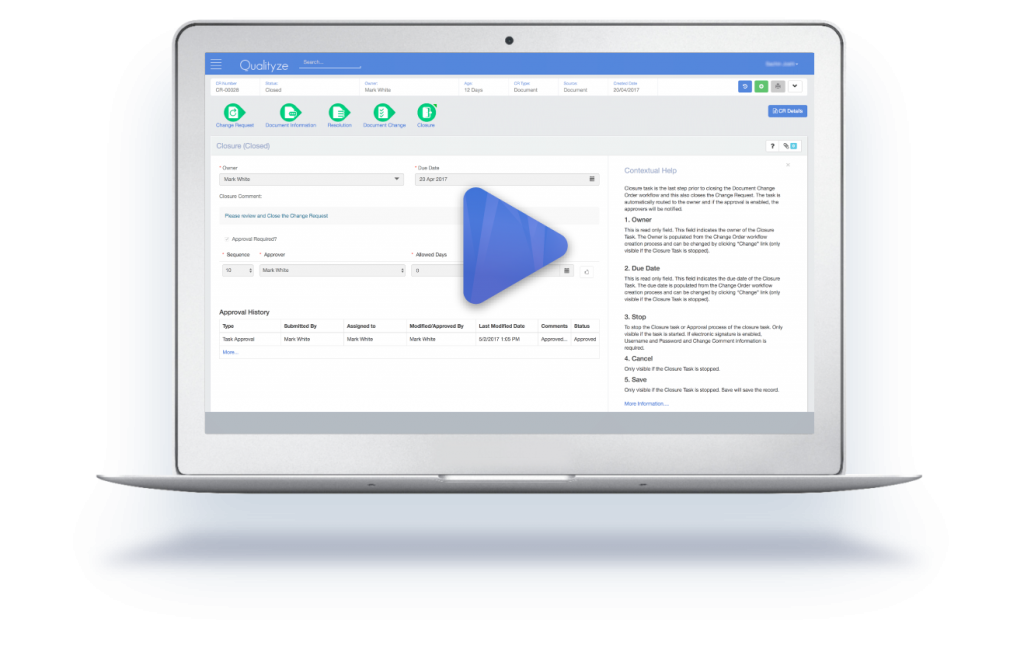 Qualityze
Search...
CR Number Status Owner Age CR Type Source Created Date
CR-00028 Closed Mark White 12 Days Document Document 20/04/2017
CR Details
Change Request Document Information Resolution Document Change Closure
Closure (Closed)
?
* Owner * Due Date
Mark White 20 Apr 2017
Closure Comment:
Please review and Close the Change Request
Approval Required?
* Sequence * Approver * Allowed Days
10 Mark White 0
Approval History
Type Submitted By Assigned to Modified/Approved By Last Modified Date Comments Status
Task Approval Mark White Mark White Mark White 5/2/2017 1:05 PM Approved... Approved
More...
Contextual Help
Closure task is the last step prior to closing the Document Change
Order workflow and this also closes the Change Request. The task is
automatically routed to the owner and if the approval is enabled, the
approvers will be notified.
1. Owner
This is read only field. This field indicates the owner of the Closure
Task. The Owner is populated from the Change Order workflow
creation process and can be changed by clicking "Change" link (only
visible if the Closure Task is stopped).
2. Due Date
This is read only field. This field indicates the due date of the Closure
Task. The due date is populated from the Change Order workflow
creation process and can be changed by clicking "Change" link (only
visible if the Closure Task is stopped).
3. Stop
To stop the Closure task or Approval process of the closure task. Only
visible if the task is started. If electronic signature is enabled,
Username and Password and Change Comment information is
required.
4. Cancel
Only visible if the Closure Task is stopped.
5. Save
Only visible if the Closure Task is stopped. Save will save the record.
More Information....